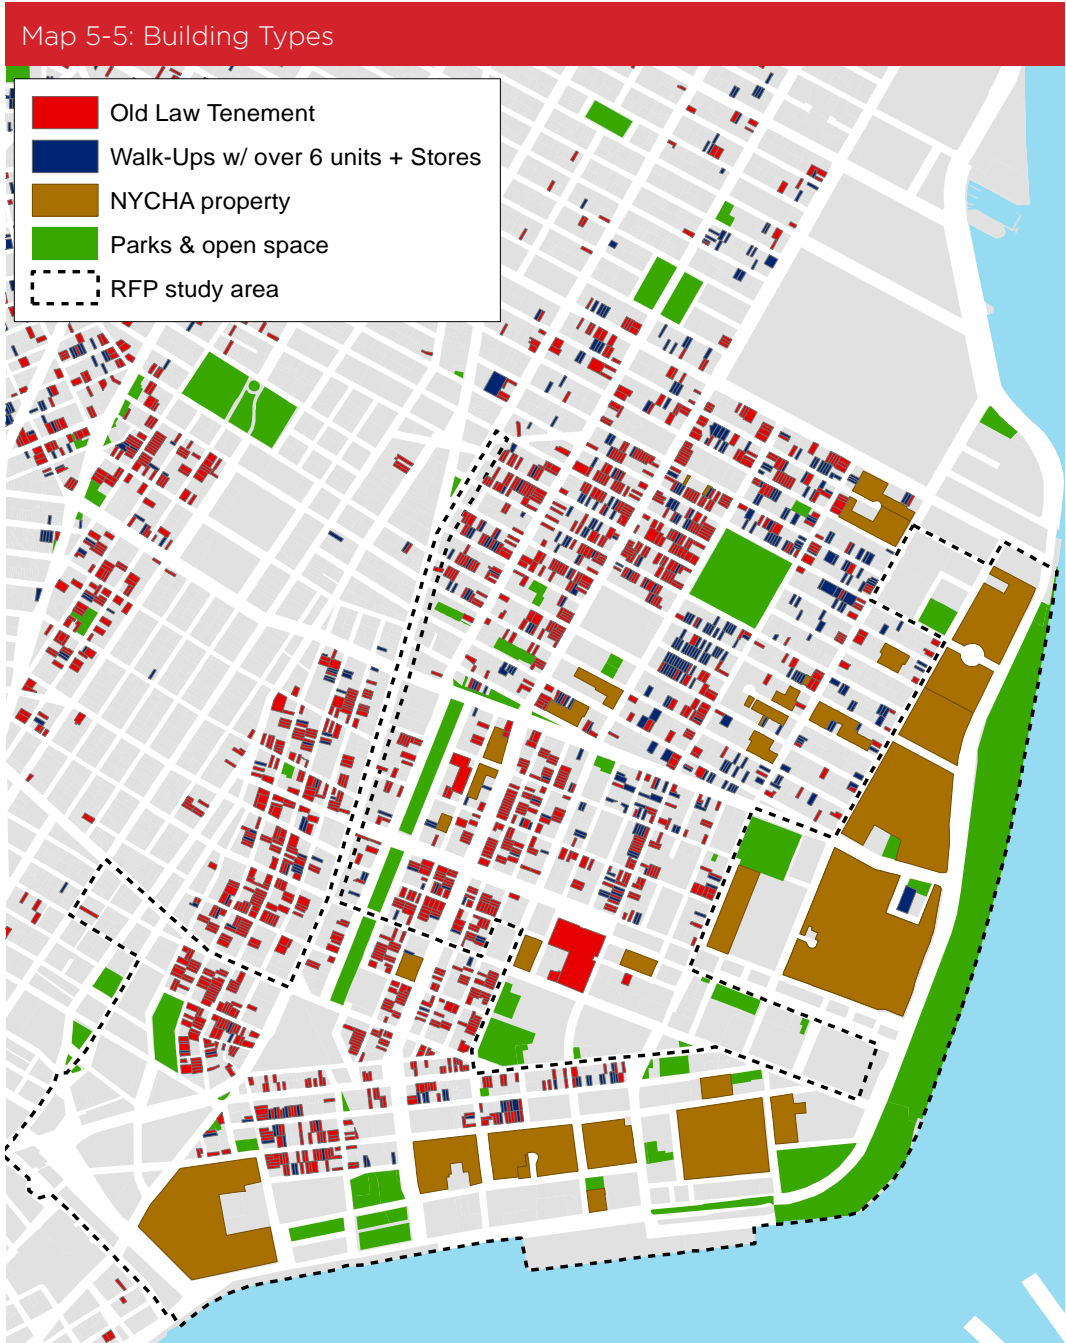 Map 5-5: Building Types
Old Law Tenement
Walk-Ups w/ over 6 units + Stores
NYCHA property
Parks & open space
RFP study area